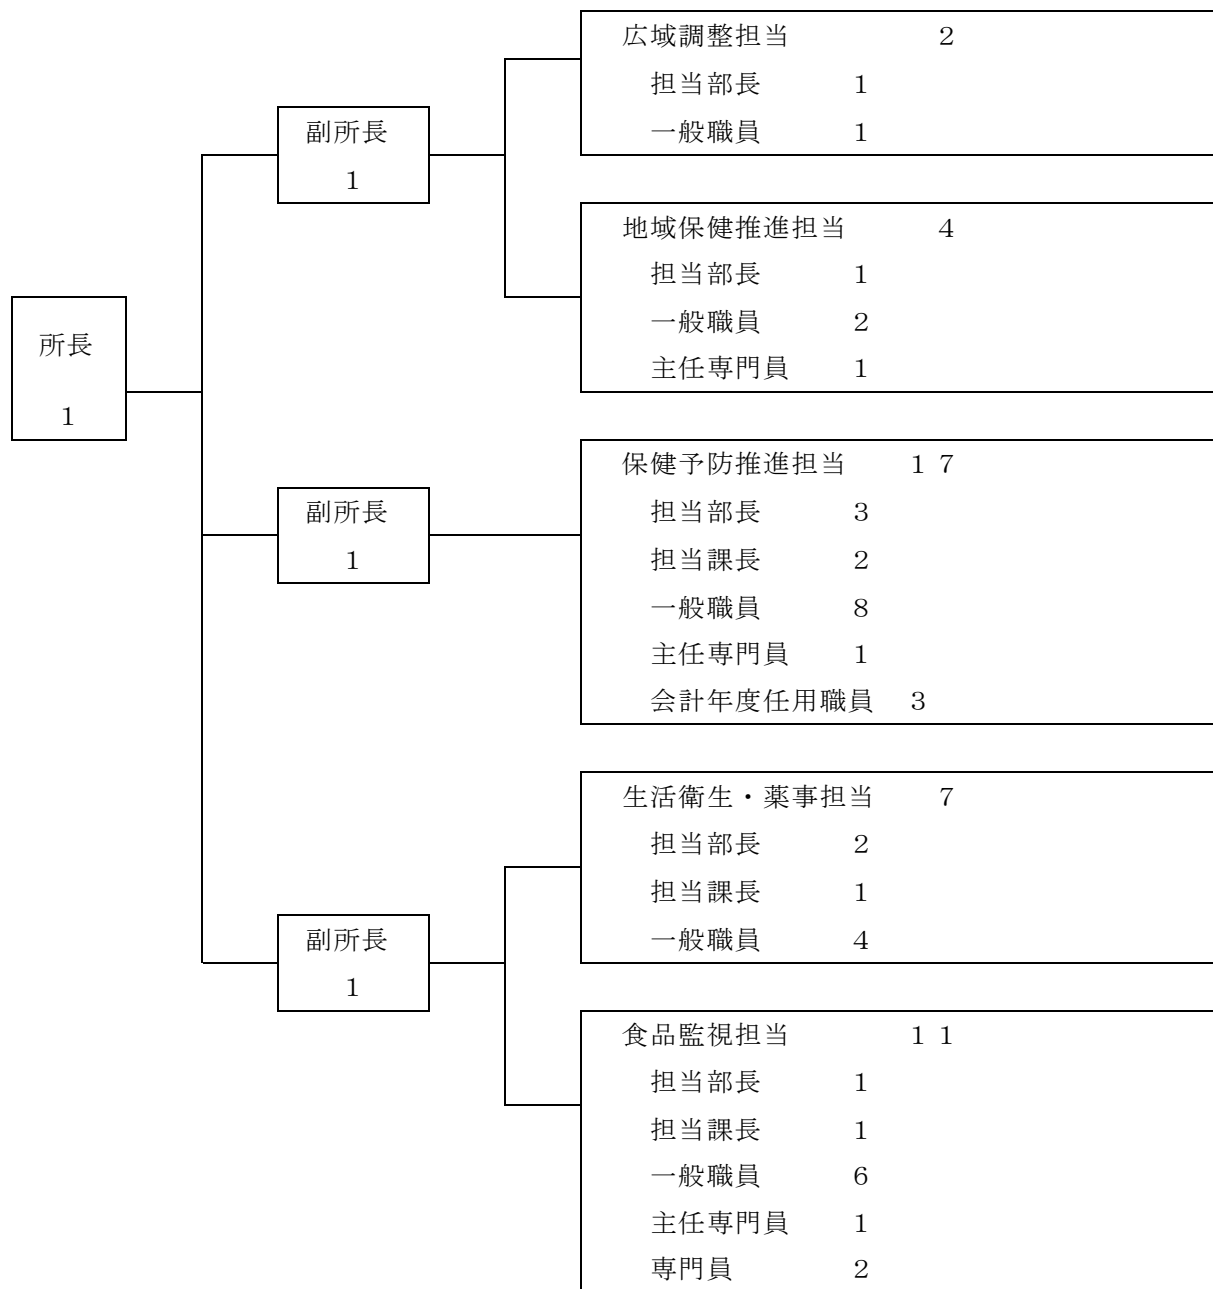 所長
１
副所長
１
広域調整担当　２
担当部長　１
一般職員　１
地域保健推進担当　４
担当部長　１
一般職員　２
主任専門員　１
副所長
１
保健予防推進担当　１７
担当部長　３
担当課長　２
一般職員　８
主任専門員　１
会計年度任用職員　３
副所長
１
生活衛生・薬事担当　７
担当部長　２
担当課長　１
一般職員　４
食品監視担当　１１
担当部長　１
担当課長　１
一般職員　６
主任専門員　１
専門員　２